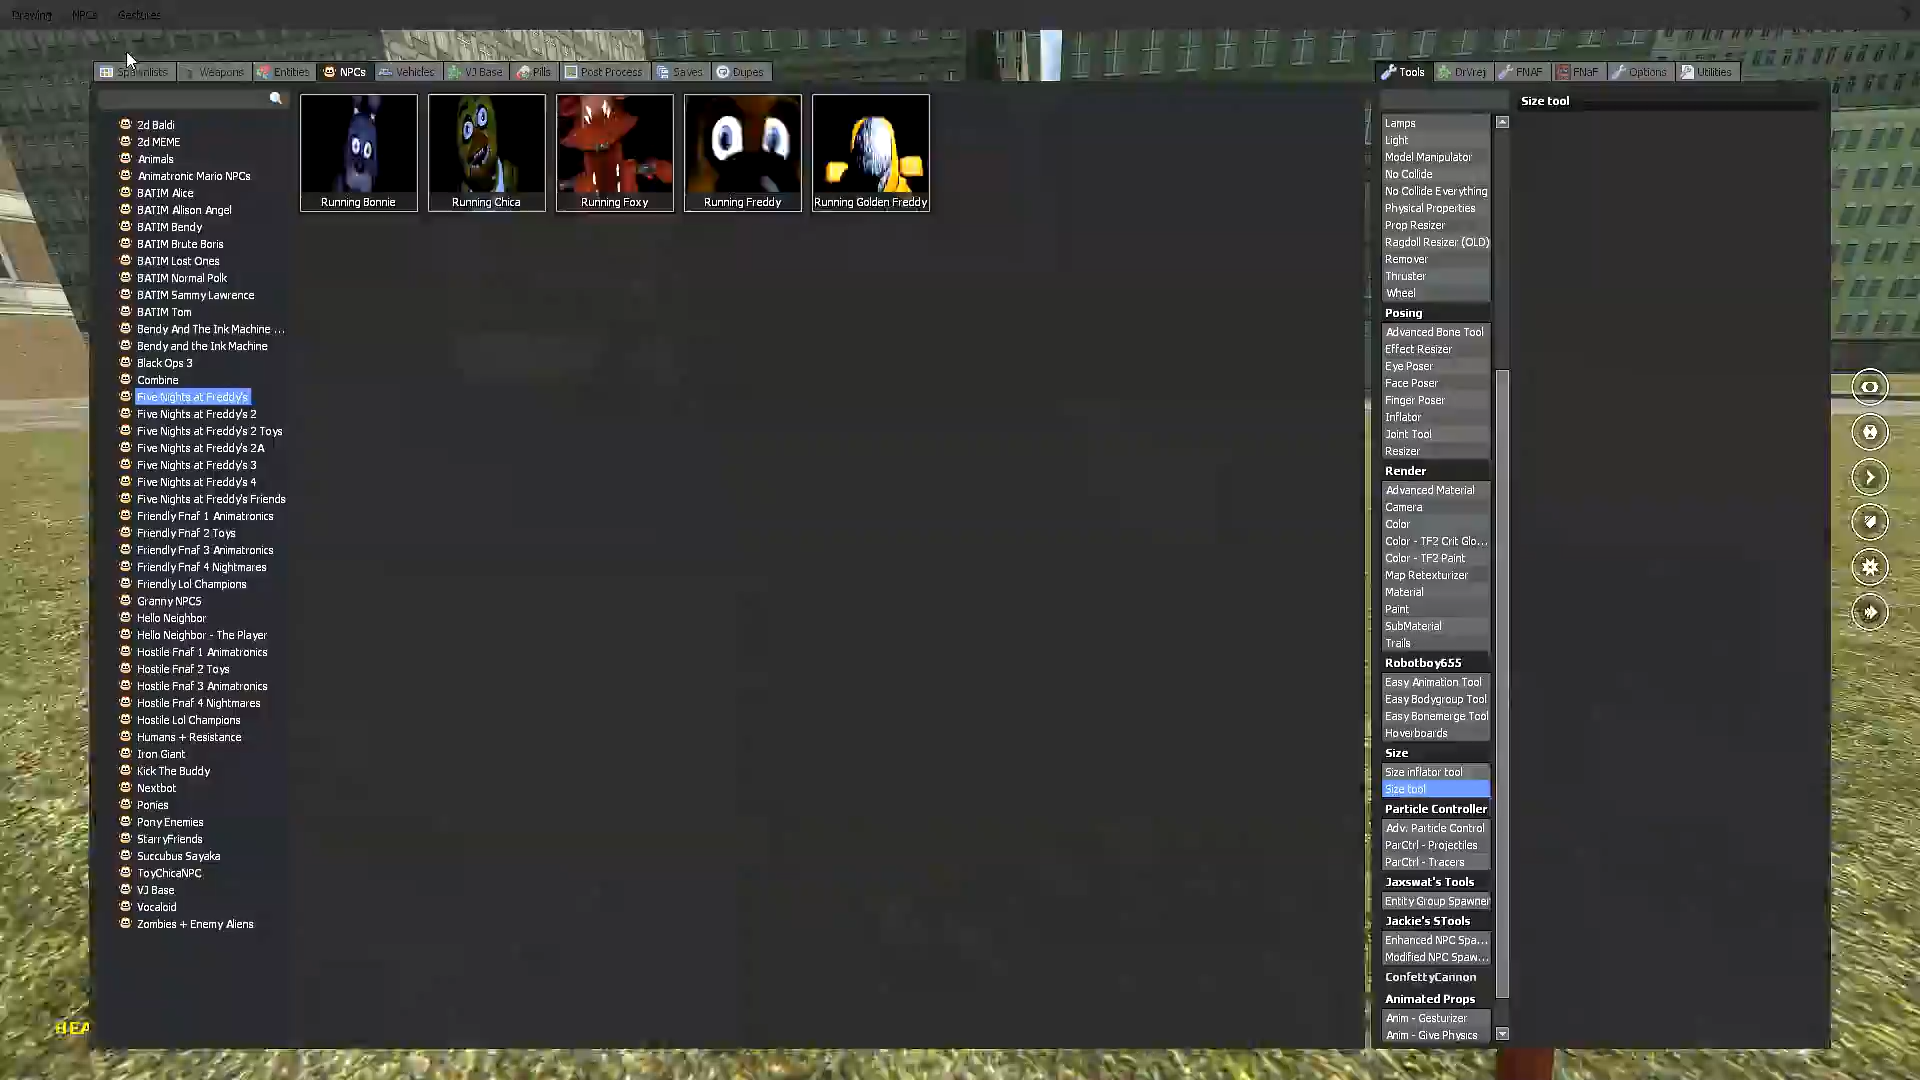 Drawing NPCs Gestures
Spawnlists Weapons Entities NPCs Vehicles VJ Base Pills Post Process Saves Dupes
2d Baldi
2d MEME
Animals
Animatronic Mario NPCs
BATIM Alice
BATIM Allison Angel
BATIM Bendy
BATIM Brute Boris
BATIM Lost Ones
BATIM Normal Polk
BATIM Sammy Lawrence
BATIM Tom
Bendy And The Ink Machine ...
Bendy and the Ink Machine
Black Ops 3
Combine
Five Nights at Freddy's
Five Nights at Freddy's 2
Five Nights at Freddy's 2 Toys
Five Nights at Freddy's 2A
Five Nights at Freddy's 3
Five Nights at Freddy's 4
Five Nights at Freddy's Friends
Friendly Fnaf 1 Animatronics
Friendly Fnaf 2 Toys
Friendly Fnaf 3 Animatronics
Friendly Fnaf 4 Nightmares
Friendly Lol Champions
Granny NPCS
Hello Neighbor
Hello Neighbor - The Player
Hostile Fnaf 1 Animatronics
Hostile Fnaf 2 Toys
Hostile Fnaf 3 Animatronics
Hostile Fnaf 4 Nightmares
Hostile Lol Champions
Humans + Resistance
Iron Giant
Kick The Buddy
Nextbot
Ponies
Pony Enemies
StarryFriends
Succubus Sayaka
ToyChicaNPC
VJ Base
Vocaloid
Zombies + Enemy Aliens
Running Bonnie
Running Chica
Running Foxy
Running Freddy
Running Golden Freddy
Tools DrVrej FNAF FNaF Options Utilities
Lamps
Light
Model Manipulator
No Collide
No Collide Everything
Physical Properties
Prop Resizer
Ragdoll Resizer (OLD)
Remover
Thruster
Wheel
Posing
Advanced Bone Tool
Effect Resizer
Eye Poser
Face Poser
Finger Poser
Inflator
Joint Tool
Resizer
Render
Advanced Material
Camera
Color
Color - TF2 Crit Glo...
Color - TF2 Paint
Map Retexturizer
Material
Paint
SubMaterial
Trails
Robotboy655
Easy Animation Tool
Easy Bodygroup Tool
Easy Bonemerge Tool
Hoverboards
Size
Size inflator tool
Size tool
Particle Controller
Adv. Particle Control
ParCtrl - Projectiles
ParCtrl - Tracers
Jaxswat's Tools
Entity Group Spawner
Jackie's STools
Enhanced NPC Spa...
Modified NPC Spaw...
ConfettyCannon
Animated Props
Anim - Gesturizer
Anim - Give Physics
Size tool
HEA